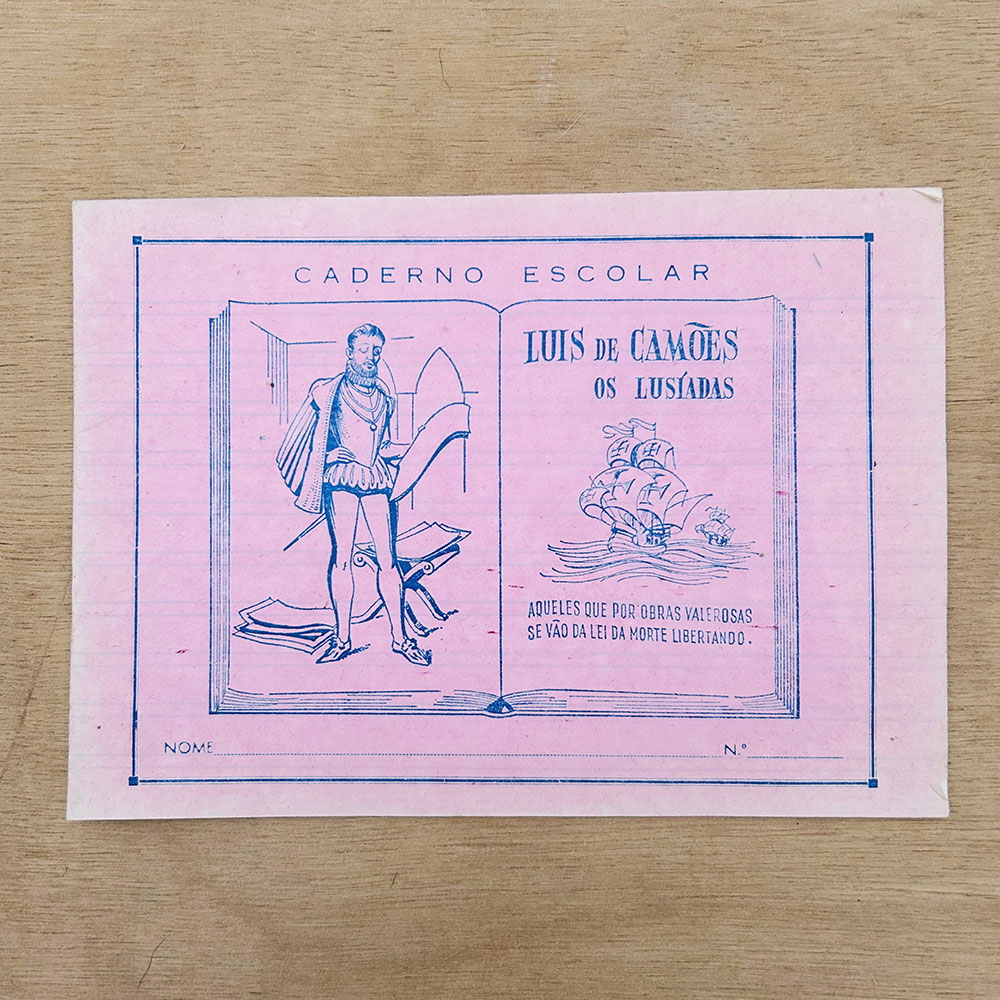 CADERNO ESCOLAR
LUIS DE CAMÕES
OS LUSÍADAS
AQUELES QUE POR OBRAS VALEROSAS
SE VÃO DA LEI DA MORTE LIBERTANDO.
NOME
N.º